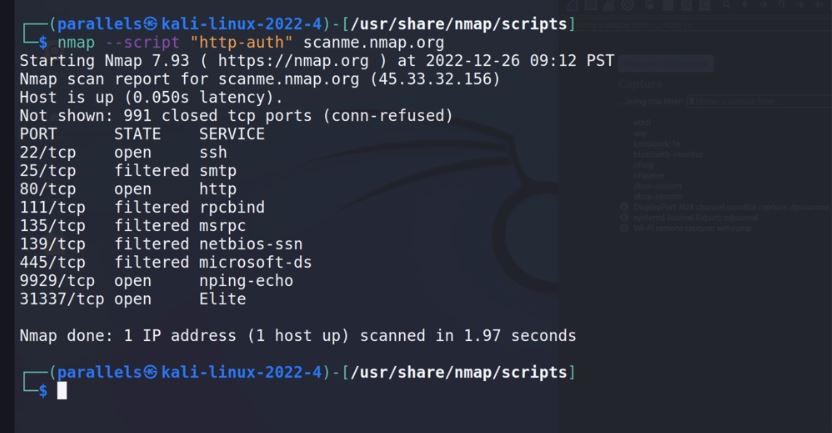 ┌──(parallels㉿kali-linux-2022-4)-[/usr/share/nmap/scripts]
└─$ nmap --script "http-auth" scanme.nmap.org
Starting Nmap 7.93 ( https://nmap.org ) at 2022-12-26 09:12 PST
Nmap scan report for scanme.nmap.org (45.33.32.156)
Host is up (0.050s latency).
Not shown: 991 closed tcp ports (conn-refused)
PORT      STATE    SERVICE
22/tcp    open     ssh
25/tcp    filtered smtp
80/tcp    open     http
111/tcp   filtered rpcbind
135/tcp   filtered msrpc
139/tcp   filtered netbios-ssn
445/tcp   filtered microsoft-ds
9929/tcp  open     nping-echo
31337/tcp open     Elite
Nmap done: 1 IP address (1 host up) scanned in 1.97 seconds
┌──(parallels㉿kali-linux-2022-4)-[/usr/share/nmap/scripts]
└─$
Capture